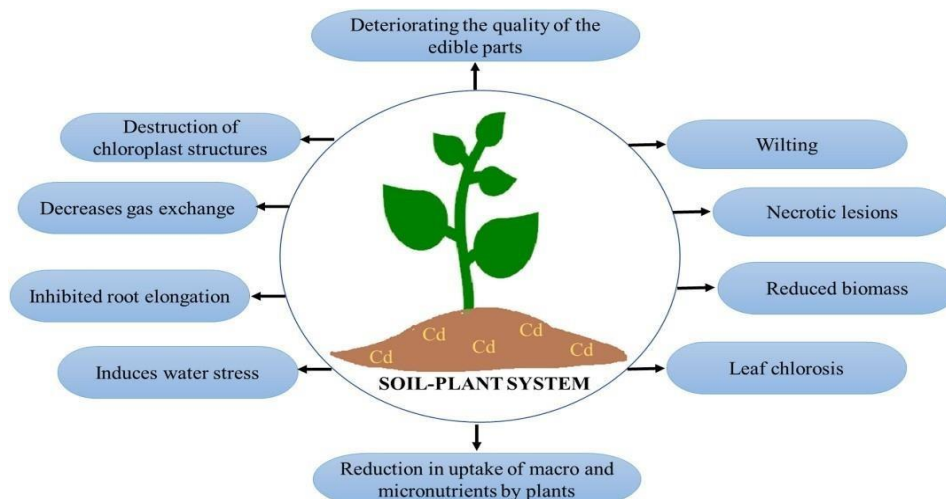 Deteriorating the quality of the
edible parts
Destruction of
chloroplast structures
Wilting
Decreases gas exchange
Necrotic lesions
Inhibited root elongation
Reduced biomass
Cd
Cd
Cd
Cd
Cd
Induces water stress
Leaf chlorosis
SOIL-PLANT SYSTEM
Reduction in uptake of macro and
micronutrients by plants